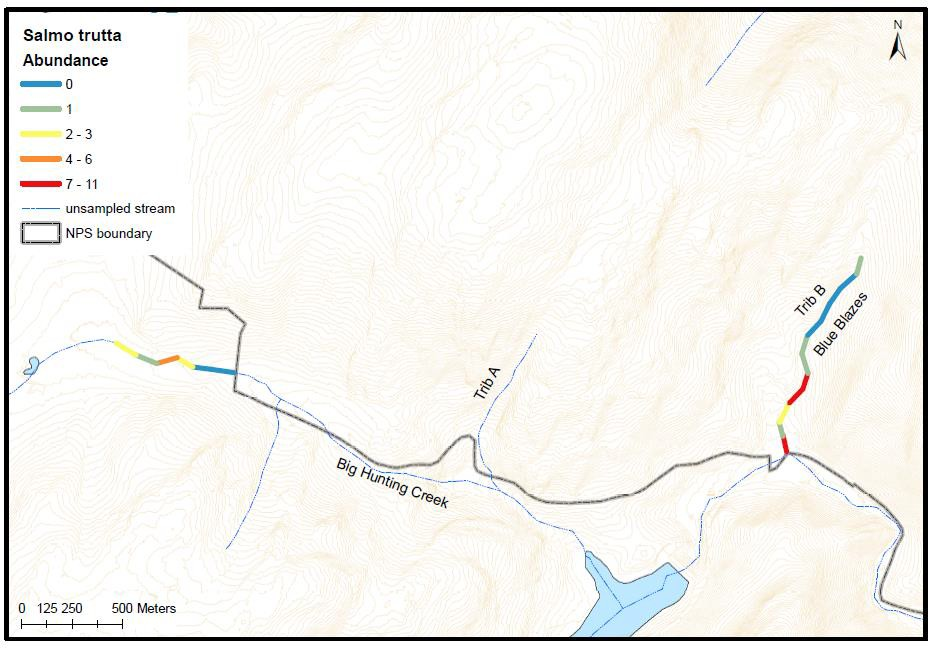 Salmo trutta
Abundance
0
1
2 - 3
4 - 6
7 - 11
unsampled stream
NPS boundary
N
Trib B
Blue Blazes
Trib A
Big Hunting Creek
0 125 250 500 Meters